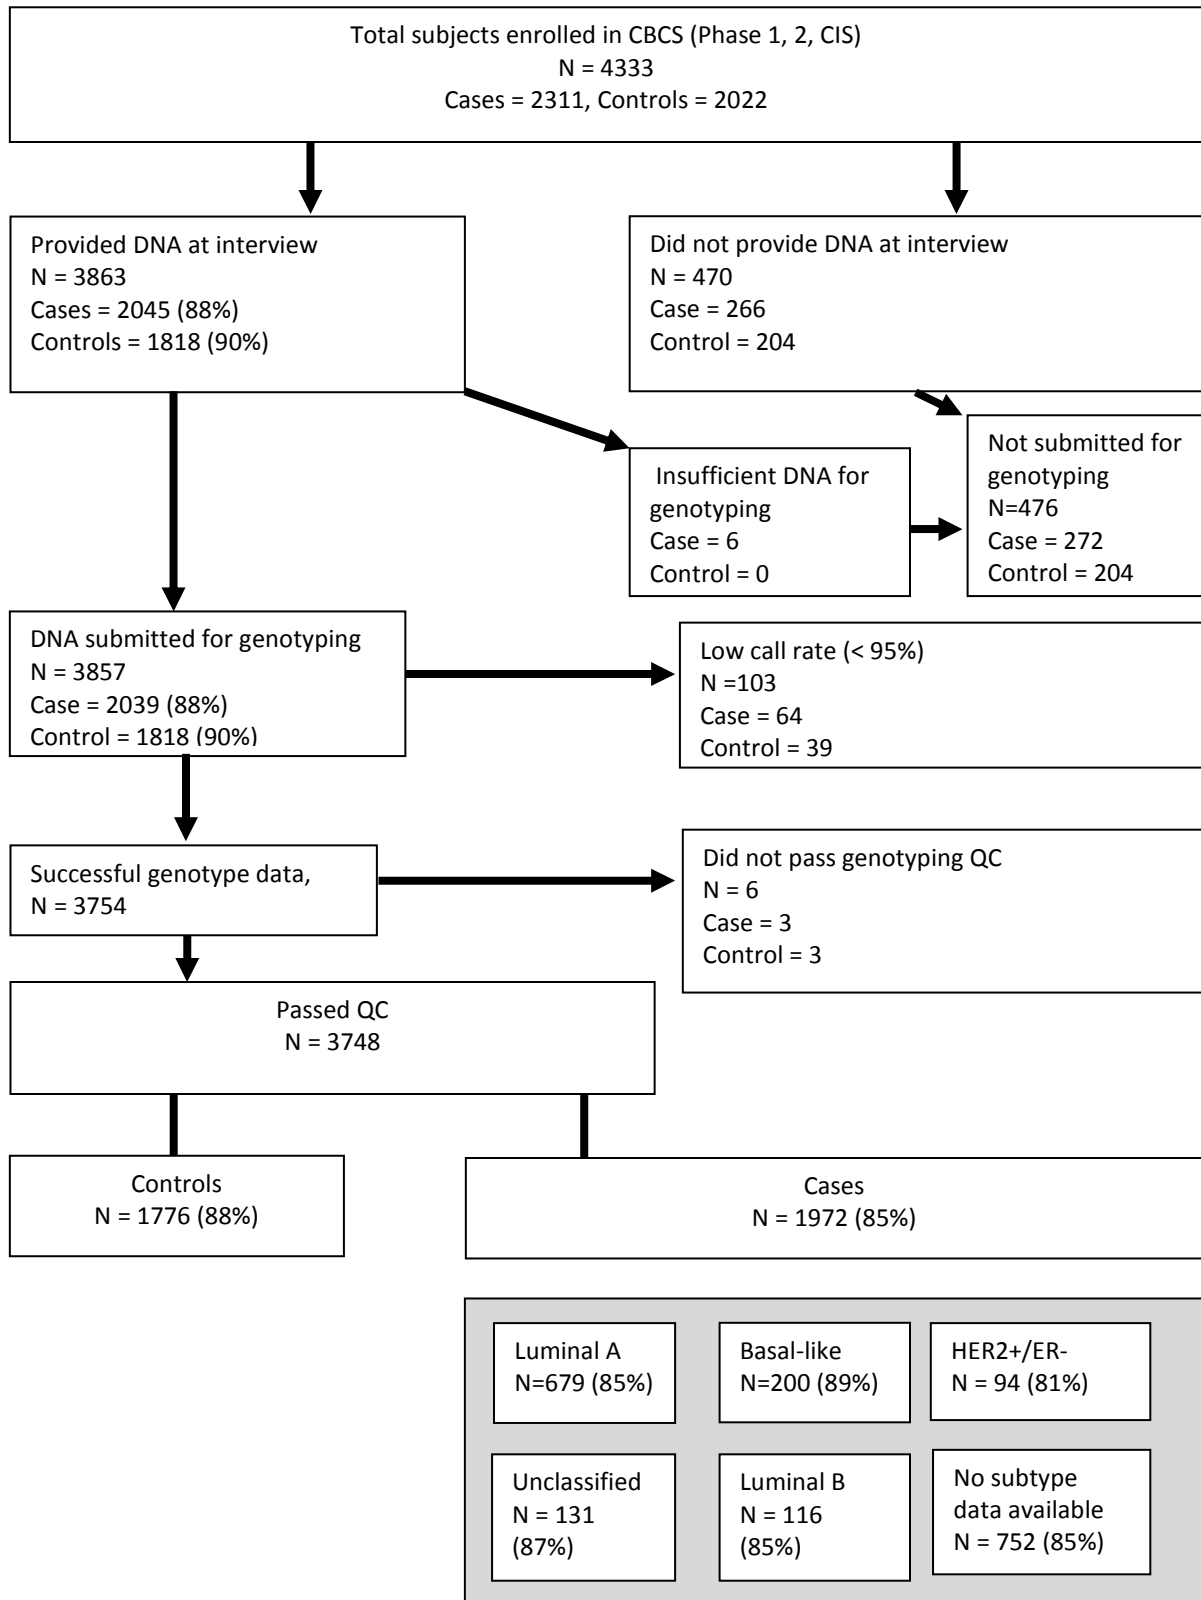 Total subjects enrolled in CBCS (Phase 1, 2, CIS)
N = 4333
Cases = 2311, Controls = 2022
Provided DNA at interview
N = 3863
Cases = 2045 (88%)
Controls = 1818 (90%)
Did not provide DNA at interview
N = 470
Case = 266
Control = 204
Insufficient DNA for
genotyping
Case = 6
Control = 0
Not submitted for
genotyping
N=476
Case = 272
Control = 204
DNA submitted for genotyping
N = 3857
Case = 2039 (88%)
Control = 1818 (90%)
Low call rate (< 95%)
N =103
Case = 64
Control = 39
Successful genotype data,
N = 3754
Did not pass genotyping QC
N = 6
Case = 3
Control = 3
Passed QC
N = 3748
Controls
N = 1776 (88%)
Cases
N = 1972 (85%)
Luminal A
N=679 (85%)
Basal-like
N=200 (89%)
HER2+/ER-
N = 94 (81%)
Unclassified
N = 131
(87%)
Luminal B
N = 116
(85%)
No subtype
data available
N = 752 (85%)